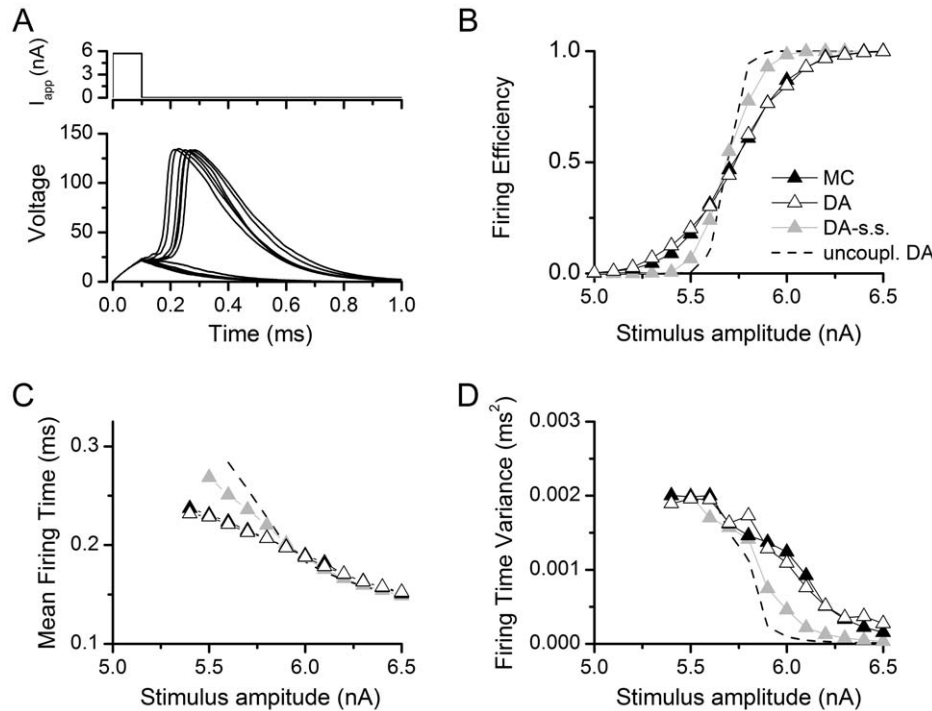 A
I_app (nA)
6
3
0
Voltage
150
100
50
0
0.0 0.2 0.4 0.6 0.8 1.0
Time (ms)
B
Firing Efficiency
1.0
0.5
0.0
MC
DA
DA-s.s.
uncoupl. DA
5.0 5.5 6.0 6.5
Stimulus amplitude (nA)
C
Mean Firing Time (ms)
0.3
0.2
0.1
5.0 5.5 6.0 6.5
Stimulus ampitude (nA)
D
Firing Time Variance (ms²)
0.003
0.002
0.001
0.000
5.0 5.5 6.0 6.5
Stimulus amplitude (nA)